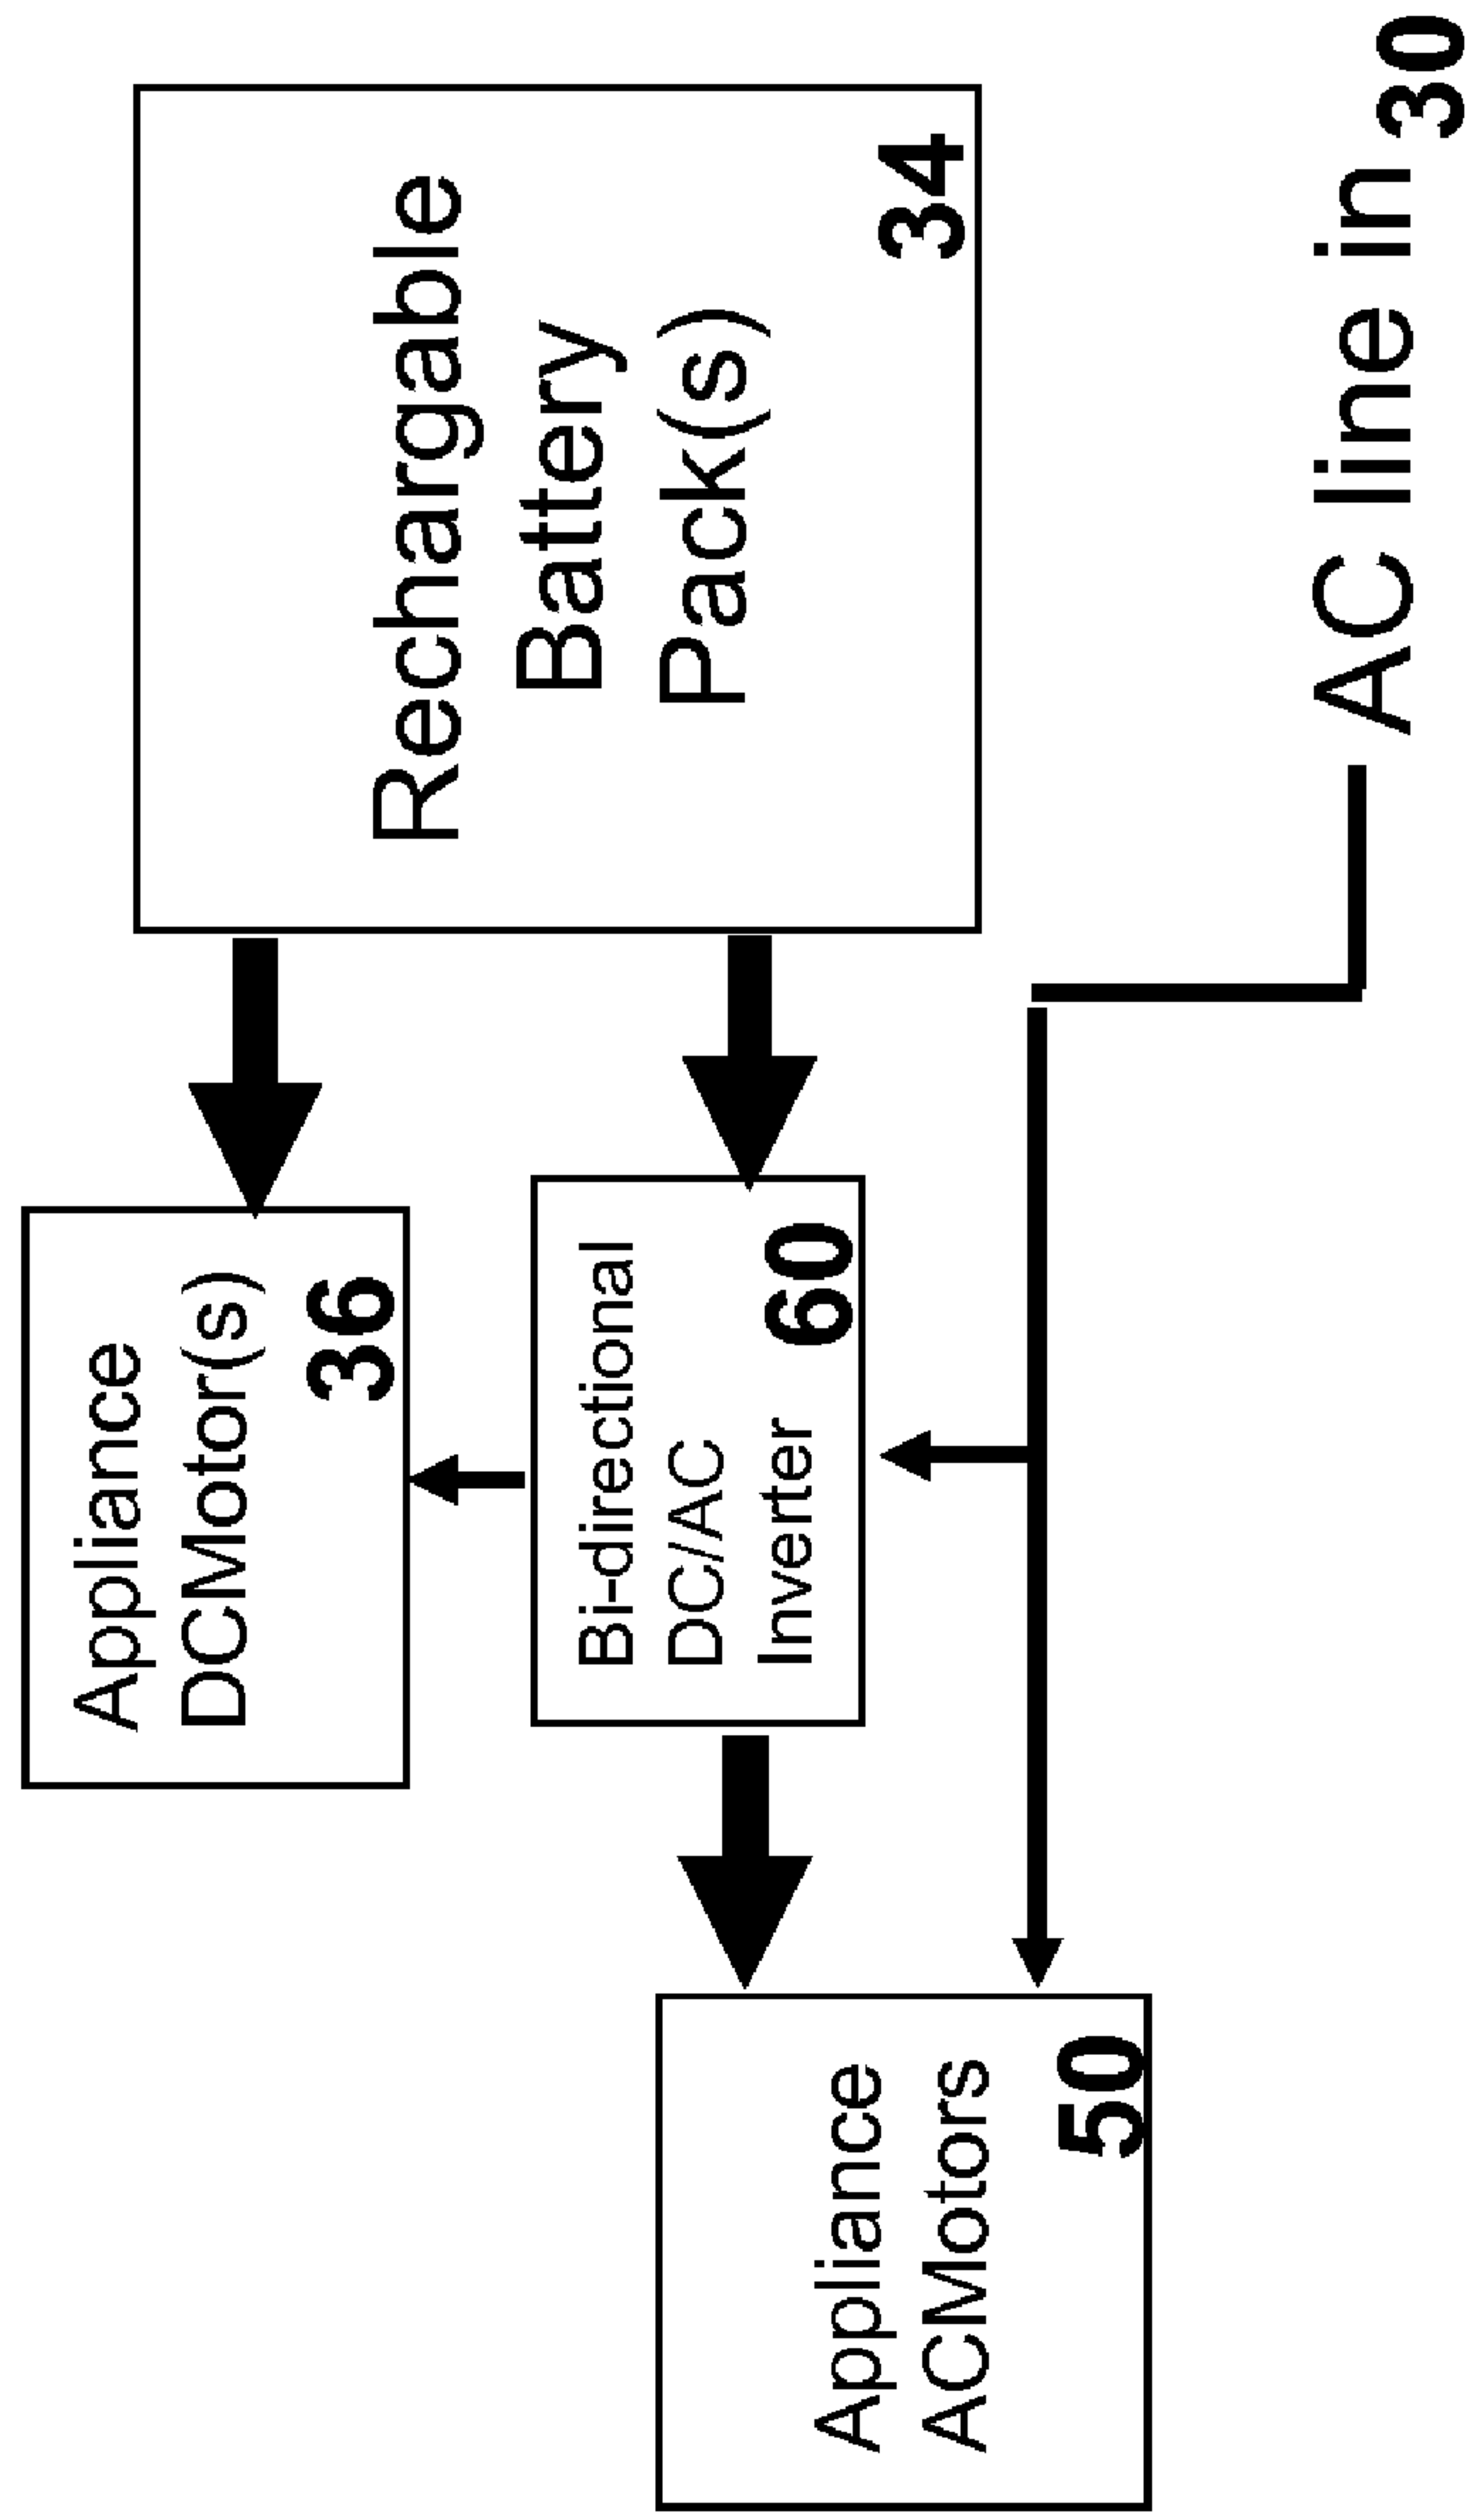 Appliance
DCMotor(s)
36
Rechargable
Battery
Pack(s)
34
Bi-directional
DC/AC
Inverter
60
Appliance
ACMotors
50
AC line in 30